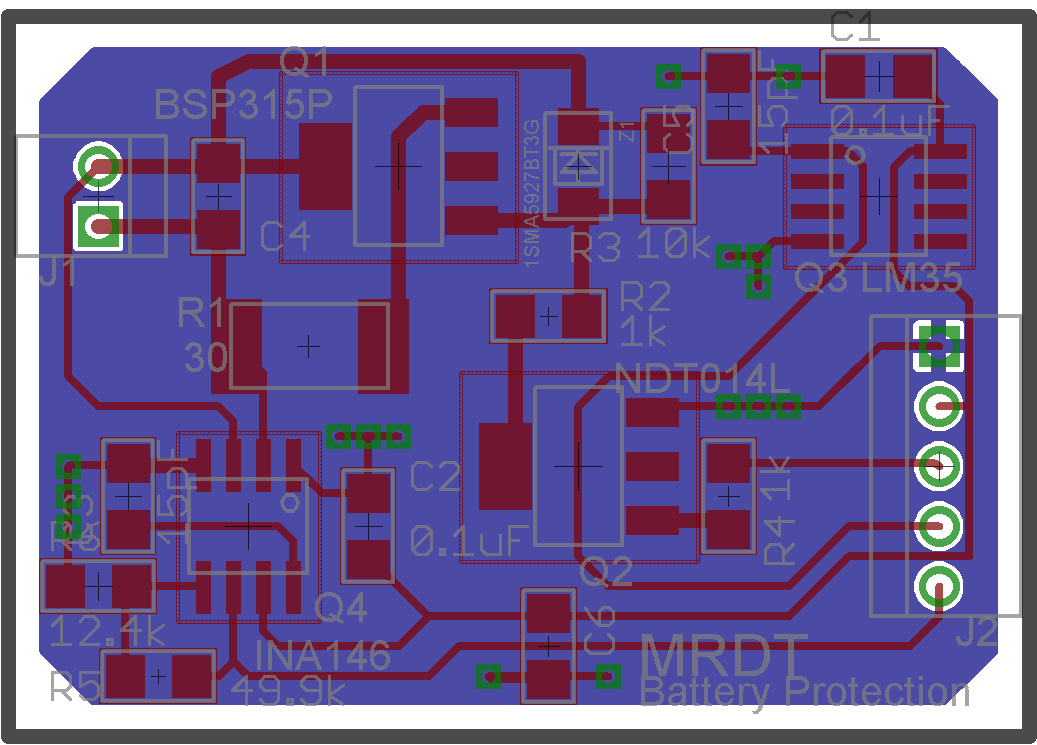 C1
Q1
BSP315P
C5
15pF
0.1uF
Z1
1SMA5927BT3G
C4
J1
R3 10k
Q3 LM35
R1
30
R2
1k
NDT014L
C2
0.1uF
15pF
R4 1k
Q2
Q4
INA146
12.4k
R5
49.9k
C6
MRDT
Battery Protection
J2